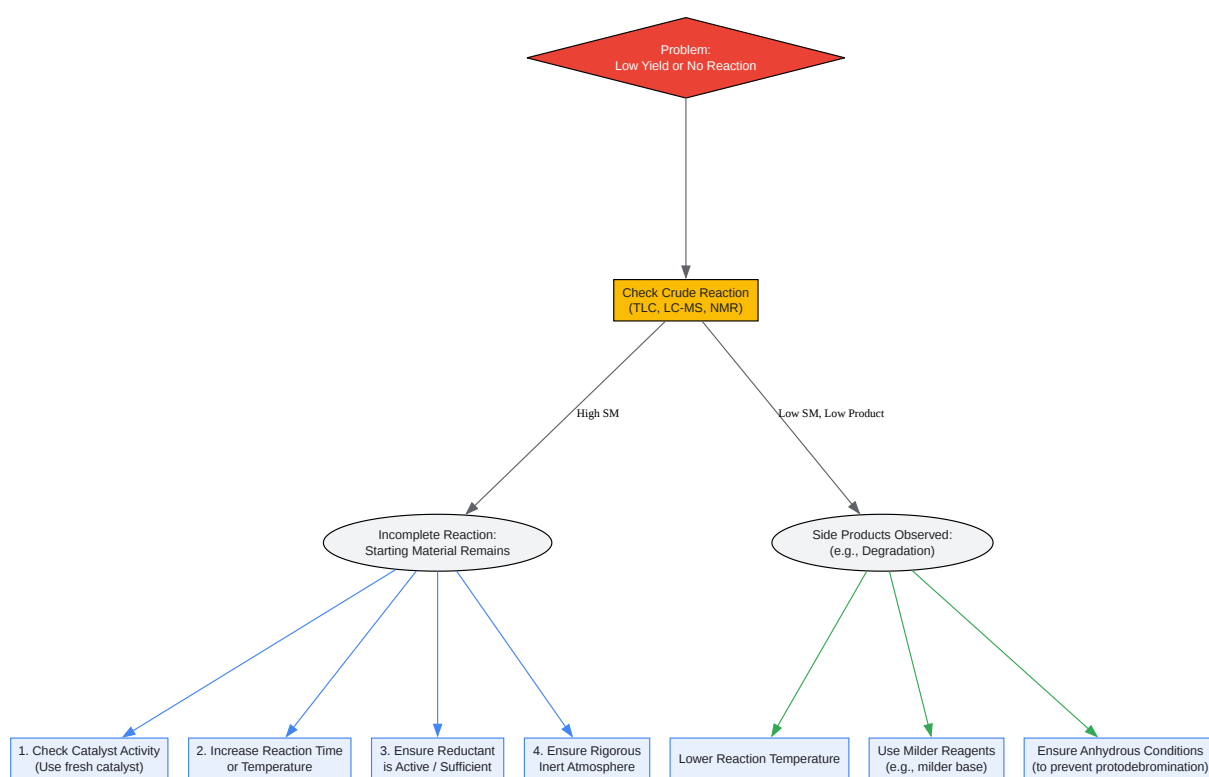 Problem:
Low Yield or No Reaction
Check Crude Reaction
(TLC, LC-MS, NMR)
High SM
Low SM, Low Product
Incomplete Reaction:
Starting Material Remains
Side Products Observed:
(e.g., Degradation)
1. Check Catalyst Activity
(Use fresh catalyst)
2. Increase Reaction Time
or Temperature
3. Ensure Reductant
is Active / Sufficient
4. Ensure Rigorous
Inert Atmosphere
Lower Reaction Temperature
Use Milder Reagents
(e.g., milder base)
Ensure Anhydrous Conditions
(to prevent protodebromination)